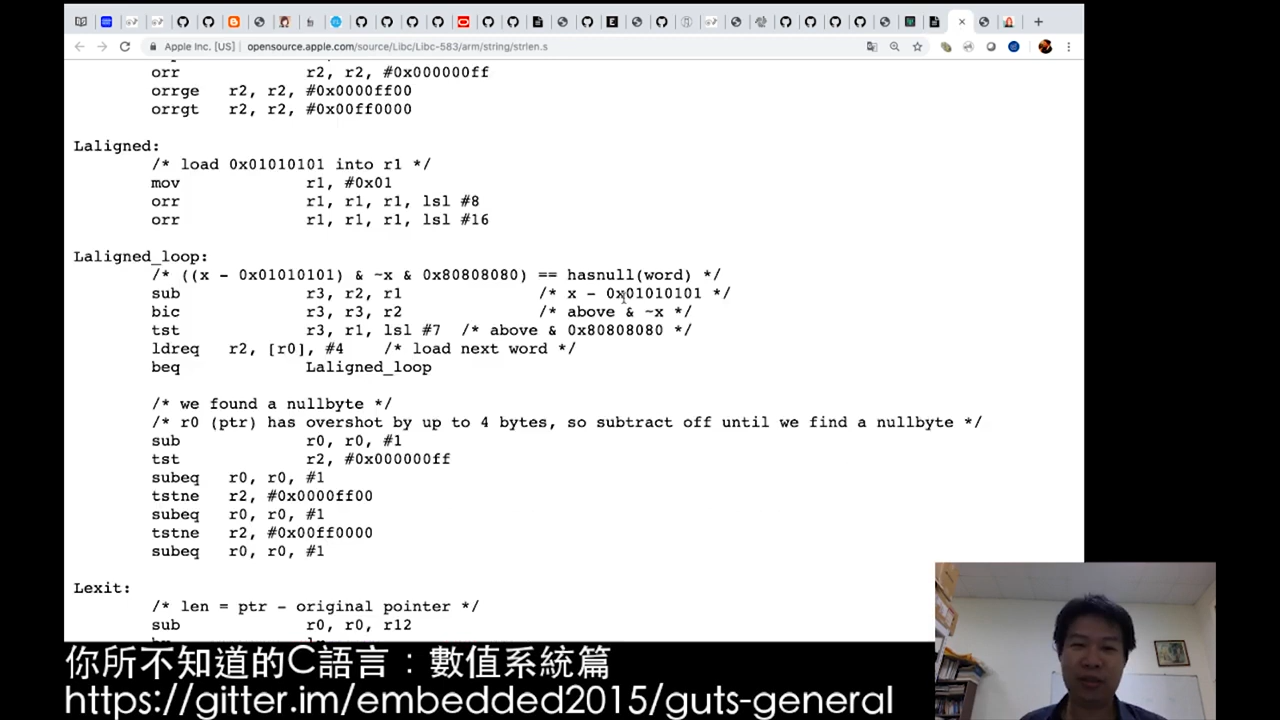 Apple Inc. [US] | opensource.apple.com/source/Libc/Libc-583/arm/string/strlen.s
orr r2, r2, #0x000000ff
orrge r2, r2, #0x0000ff00
orrgt r2, r2, #0x00ff0000
Laligned:
/* load 0x01010101 into r1 */
mov r1, #0x01
orr r1, r1, r1, lsl #8
orr r1, r1, r1, lsl #16
Laligned_loop:
/* ((x - 0x01010101) & ~x & 0x80808080) == hasnull(word) */
sub r3, r2, r1 /* x - 0x01010101 */
bic r3, r3, r2 /* above & ~x */
tst r3, r1, lsl #7 /* above & 0x80808080 */
ldreq r2, [r0], #4 /* load next word */
beq Laligned_loop
/* we found a nullbyte */
/* r0 (ptr) has overshot by up to 4 bytes, so subtract off until we find a nullbyte */
sub r0, r0, #1
tst r2, #0x000000ff
subeq r0, r0, #1
tstne r2, #0x0000ff00
subeq r0, r0, #1
tstne r2, #0x00ff0000
subeq r0, r0, #1
Lexit:
/* len = ptr - original pointer */
sub r0, r0, r12
你所不知道的C語言：數值系統篇
https://gitter.im/embedded2015/guts-general